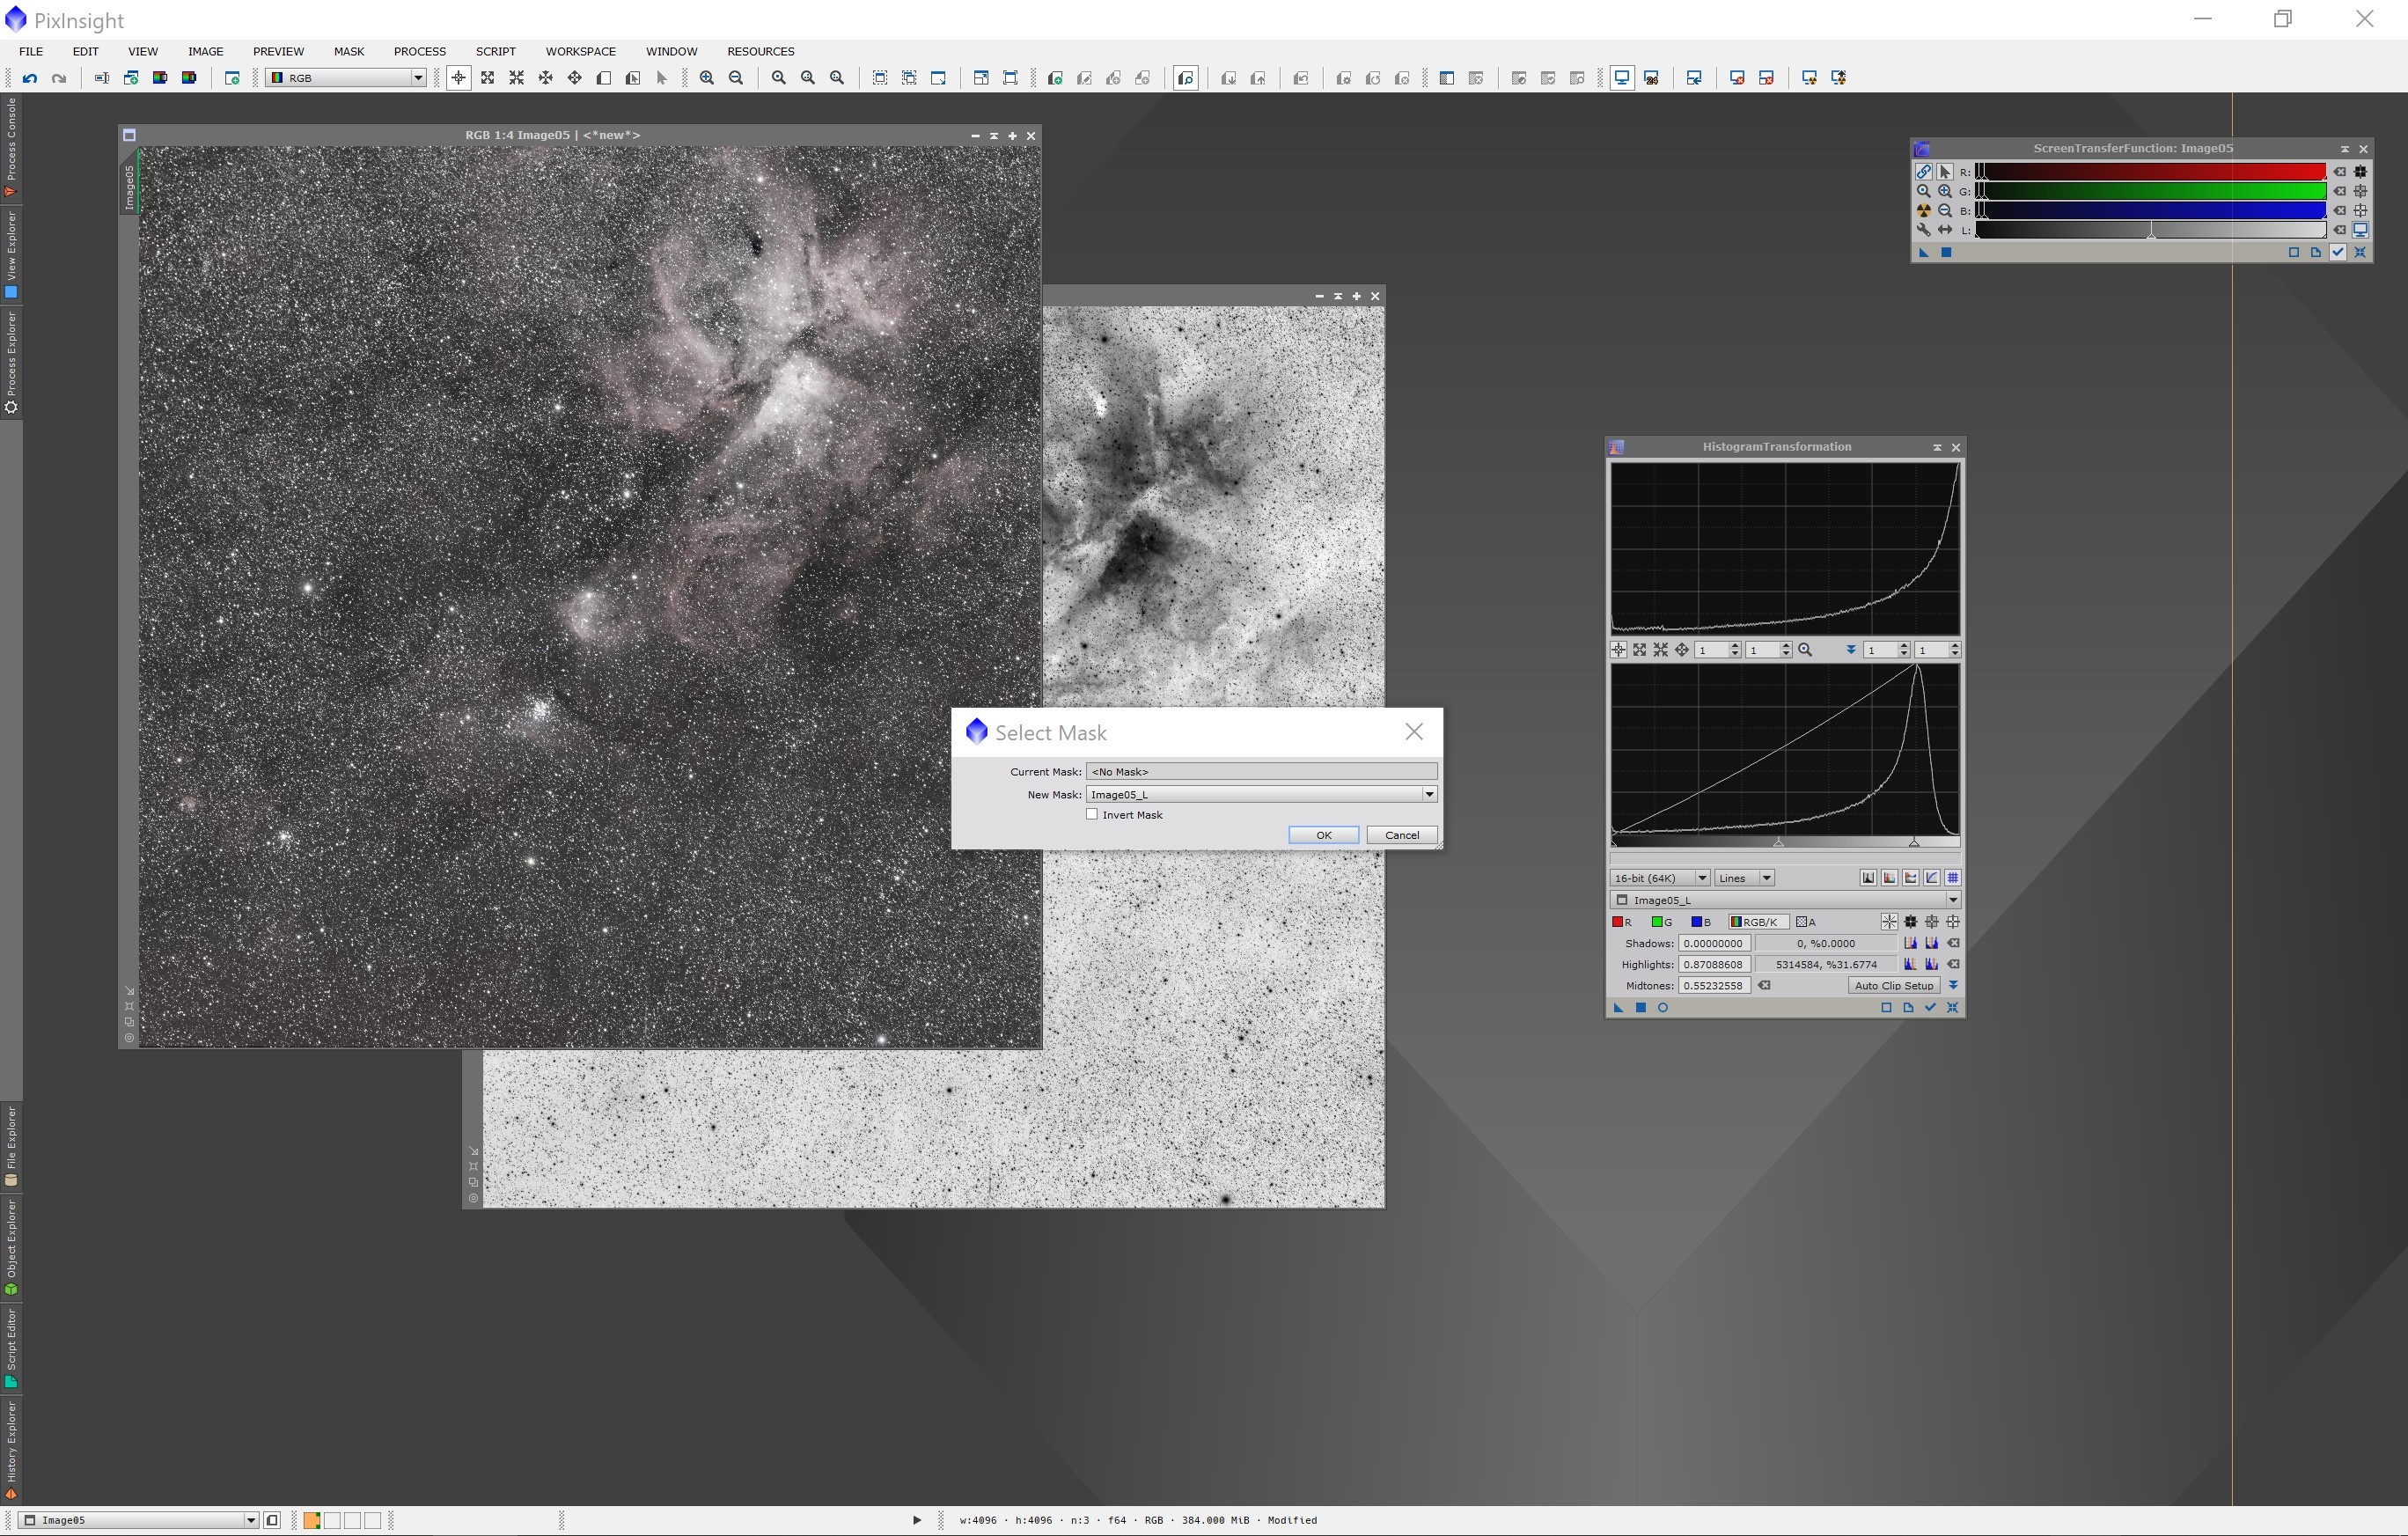 PixInsight
FILE EDIT VIEW IMAGE PREVIEW MASK PROCESS SCRIPT WORKSPACE WINDOW RESOURCES
RGB
Process Console
View Explorer
Process Explorer
File Explorer
Object Explorer
Script Editor
History Explorer
RGB 1:4 Image05 | <*new*>
Image05
ScreenTransferFunction: Image05
R:
G:
B:
L:
Select Mask
Current Mask: <No Mask>
New Mask: Image05_L
Invert Mask
OK Cancel
HistogramTransformation
1 1 1 1
16-bit (64K) Lines
Image05_L
R G B RGB/K A
Shadows: 0.00000000 0, %0.0000
Highlights: 0.87088608 5314584, %31.6774
Midtones: 0.55232558 Auto Clip Setup
Image05
w:4096 · h:4096 · n:3 · f64 · RGB · 384.000 MiB · Modified